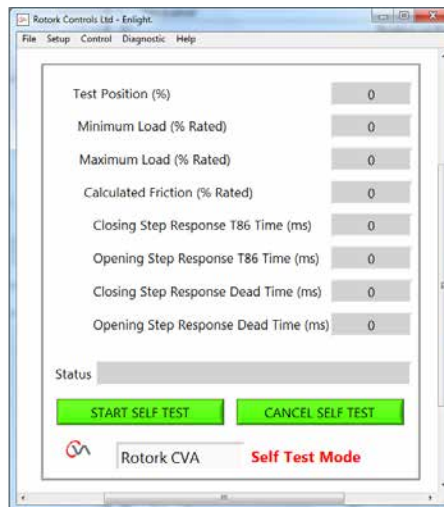 Rotork Controls Ltd - Enlight.
File Setup Control Diagnostic Help
Test Position (%) 0
Minimum Load (% Rated) 0
Maximum Load (% Rated) 0
Calculated Friction (% Rated) 0
Closing Step Response T86 Time (ms) 0
Opening Step Response T86 Time (ms) 0
Closing Step Response Dead Time (ms) 0
Opening Step Response Dead Time (ms) 0
Status
START SELF TEST CANCEL SELF TEST
Rotork CVA Self Test Mode